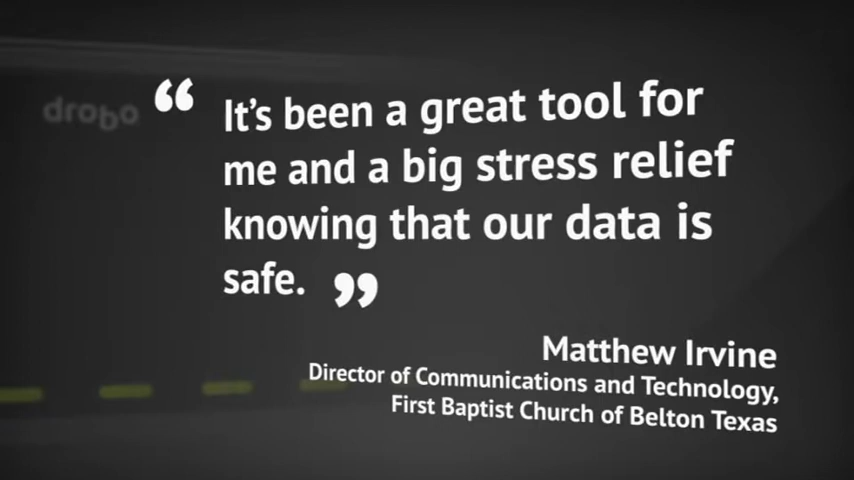 drobo
“ It’s been a great tool for
me and a big stress relief
knowing that our data is
safe. ”
Matthew Irvine
Director of Communications and Technology,
First Baptist Church of Belton Texas